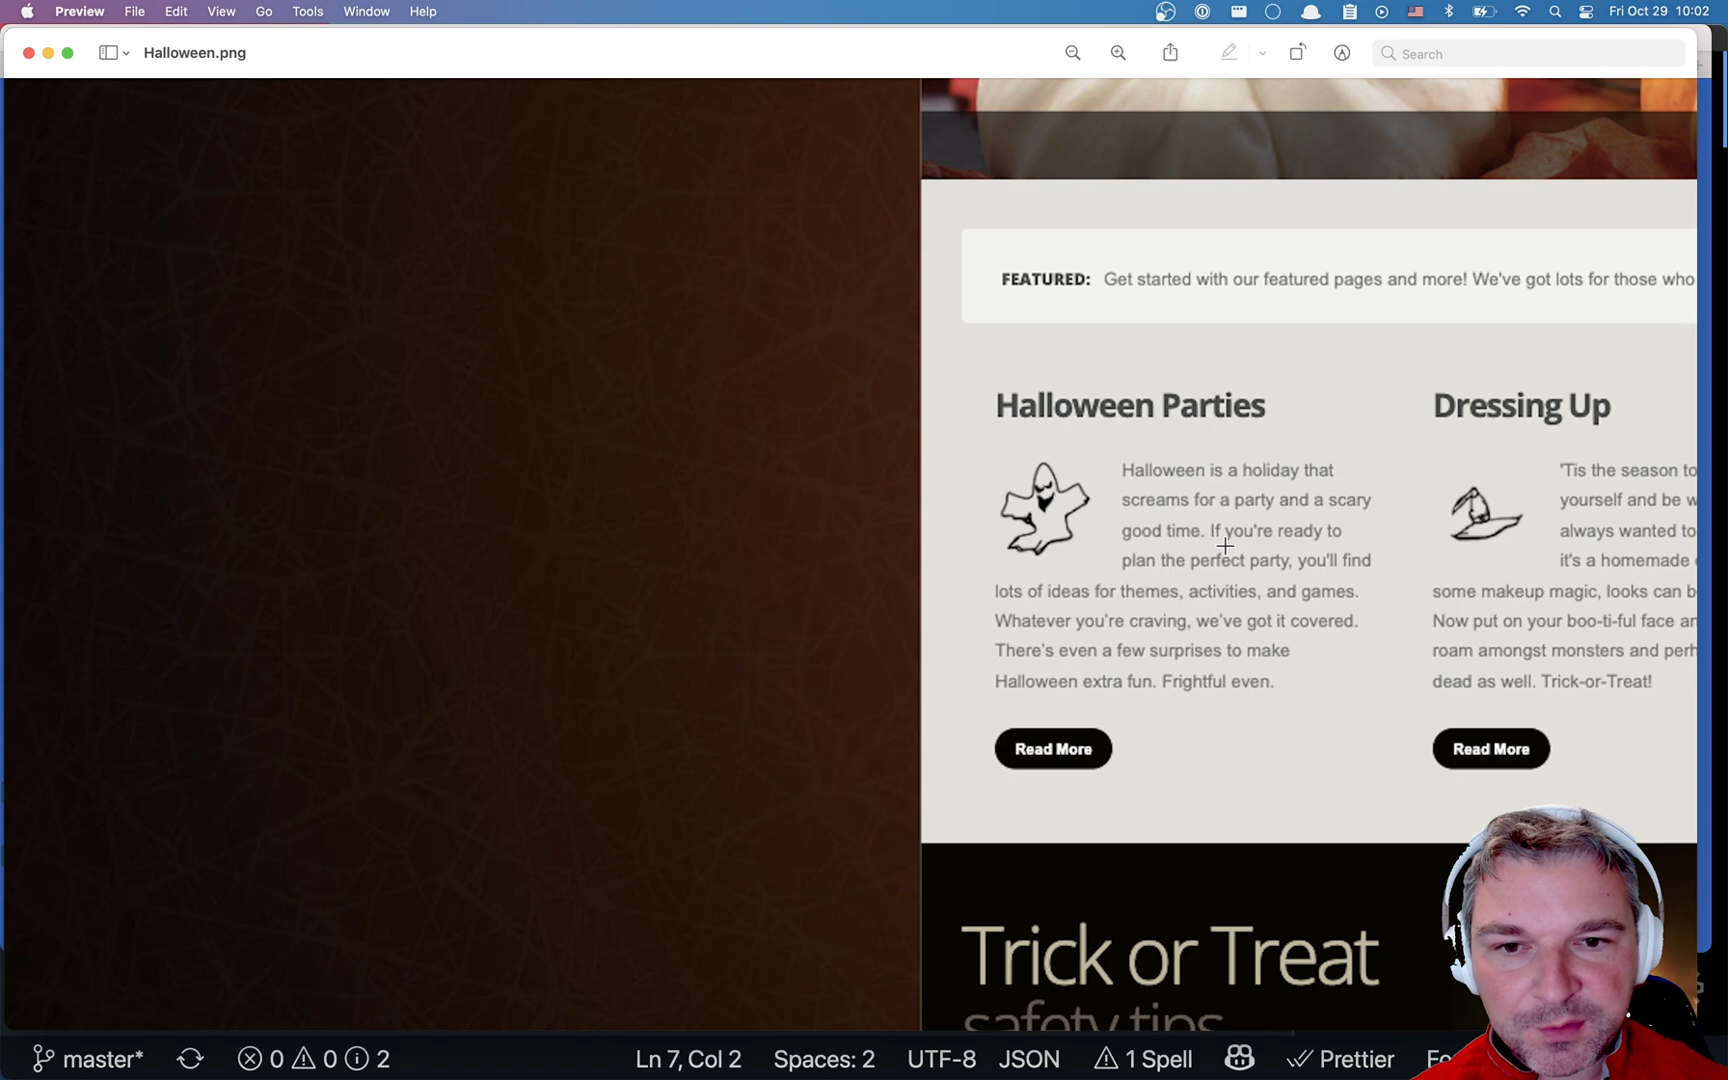 Preview File Edit View Go Tools Window Help Fri Oct 29 10:02
Halloween.png Search
FEATURED: Get started with our featured pages and more! We've got lots for those who
Halloween Parties
Halloween is a holiday that
screams for a party and a scary
good time. If you're ready to
plan the perfect party, you'll find
lots of ideas for themes, activities, and games.
Whatever you're craving, we've got it covered.
There's even a few surprises to make
Halloween extra fun. Frightful even.
Read More
Dressing Up
'Tis the season to
yourself and be
always wanted to
it's a homemade
some makeup magic, looks can
Now put on your boo-ti-ful face
roam amongst monsters and
dead as well. Trick-or-Treat!
Read More
Trick or Treat
safety tips
master* 0 0 2 Ln 7, Col 2 Spaces: 2 UTF-8 JSON 1 Spell Prettier